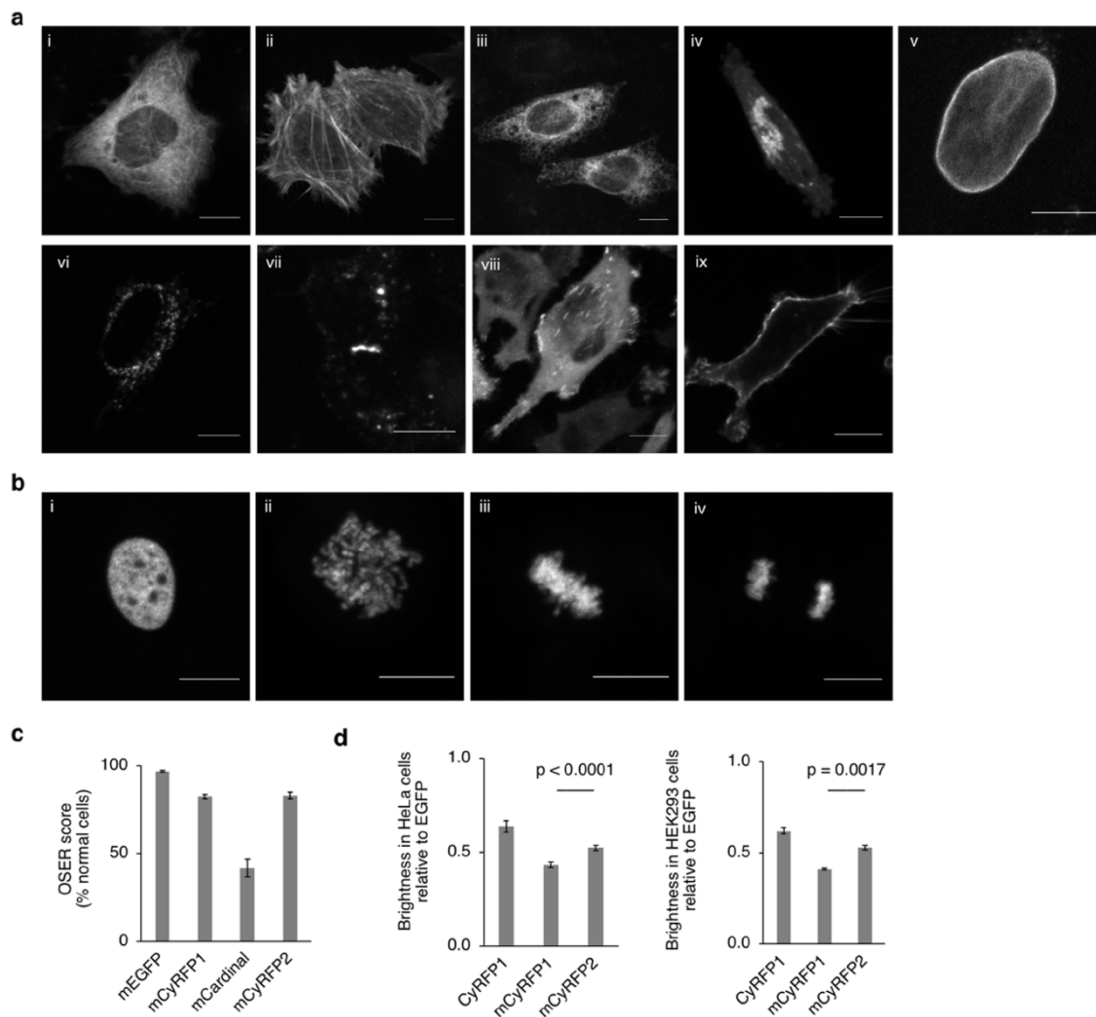 a
i
ii
iii
iv
v
vi
vii
viii
ix
b
i
ii
iii
iv
c
OSER score
(% normal cells)
100
50
0
mEGFP
mCyRFP1
mCardinal
mCyRFP2
d
Brightness in HeLa cells
relative to EGFP
1.0
0.5
0.0
p < 0.0001
CyRFP1
mCyRFP1
mCyRFP2
Brightness in HEK293 cells
relative to EGFP
1.0
0.5
0.0
p = 0.0017
CyRFP1
mCyRFP1
mCyRFP2